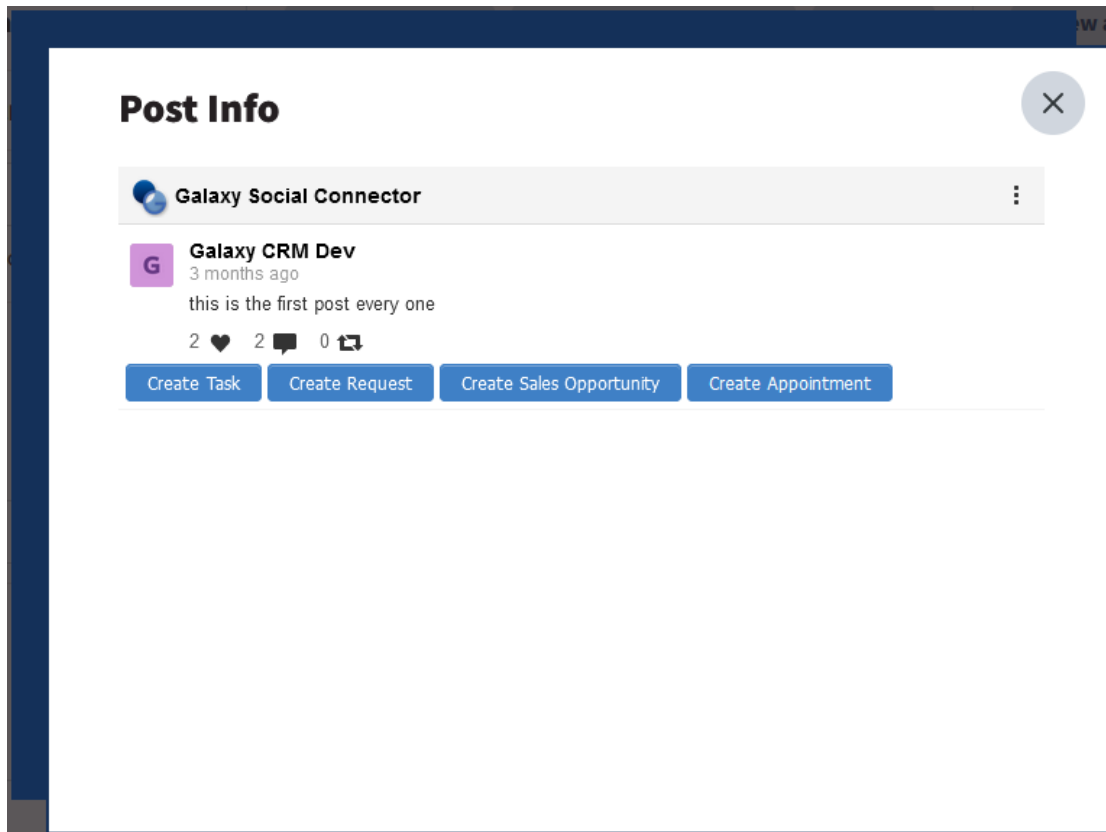 Post Info
Galaxy Social Connector
G
Galaxy CRM Dev
3 months ago
this is the first post every one
2 2 0
Create Task Create Request Create Sales Opportunity Create Appointment